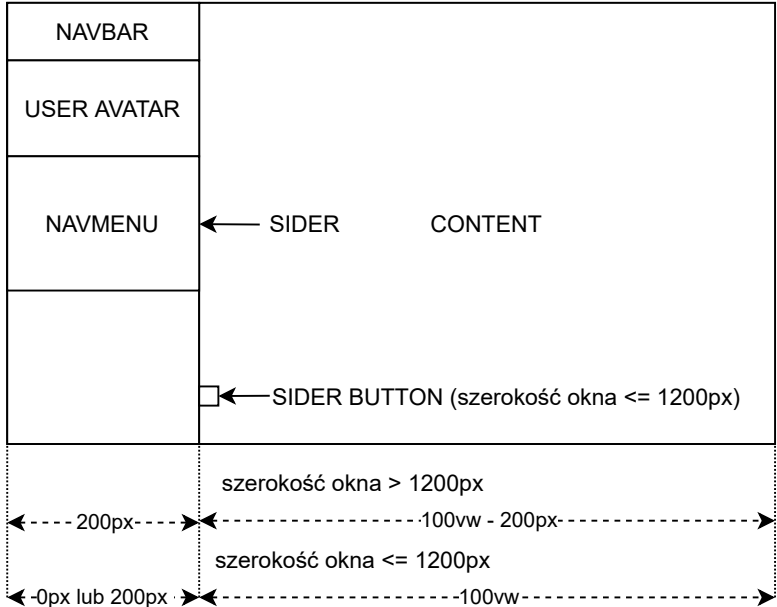 NAVBAR
USER AVATAR
NAVMENU
SIDER
CONTENT
SIDER BUTTON (szerokość okna <= 1200px)
szerokość okna > 1200px
200px
100vw - 200px
szerokość okna <= 1200px
0px lub 200px
100vw